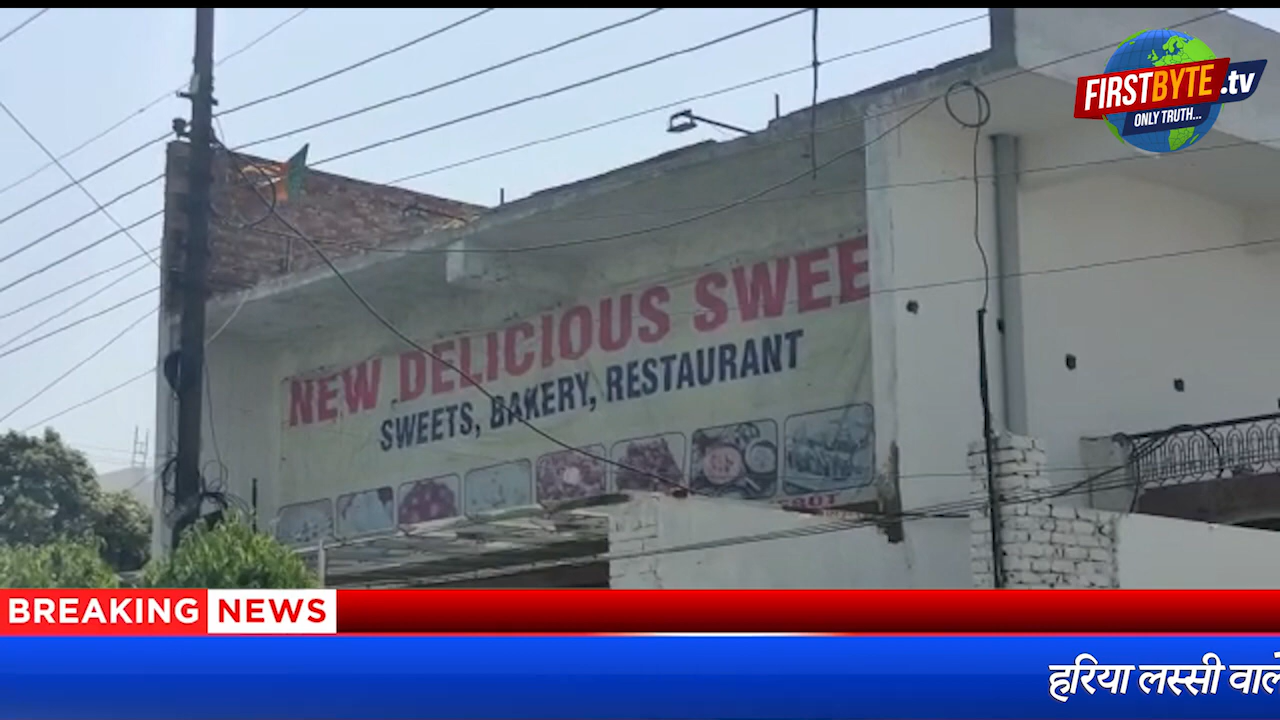 FIRSTBYTE.tv
ONLY TRUTH...
NEW DELICIOUS SWEE
SWEETS, BAKERY, RESTAURANT
BREAKING NEWS
हरिया लस्सी वाले